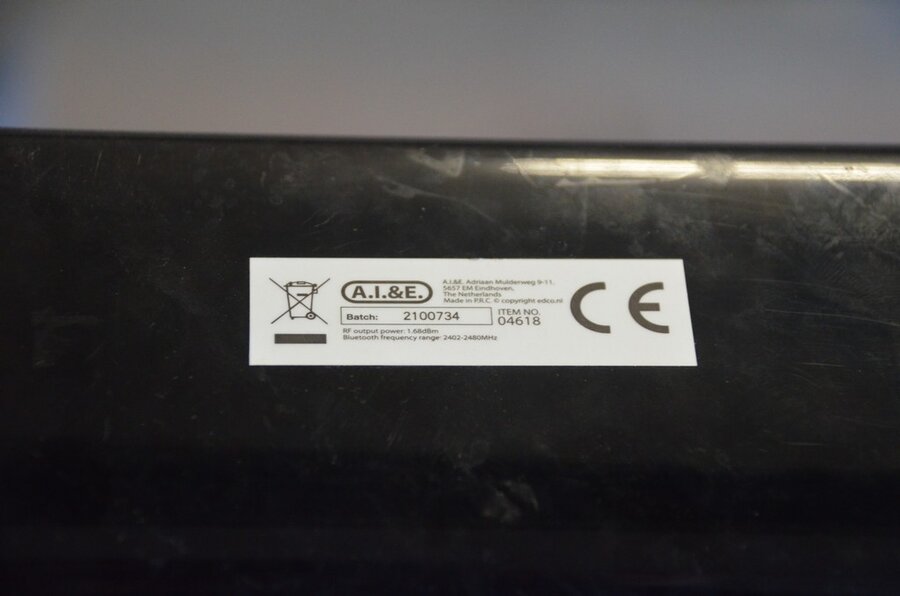 A.I.&E.
A.I.&E. Adriaan Mulderweg 9-11.
5657 EM Eindhoven,
The Netherlands
Made in P.R.C. © copyright edco.nl
Batch: 2100734
ITEM NO.
04618
RF output power: 1.68dBm
Bluetooth frequency range: 2402-2480MHz
CE